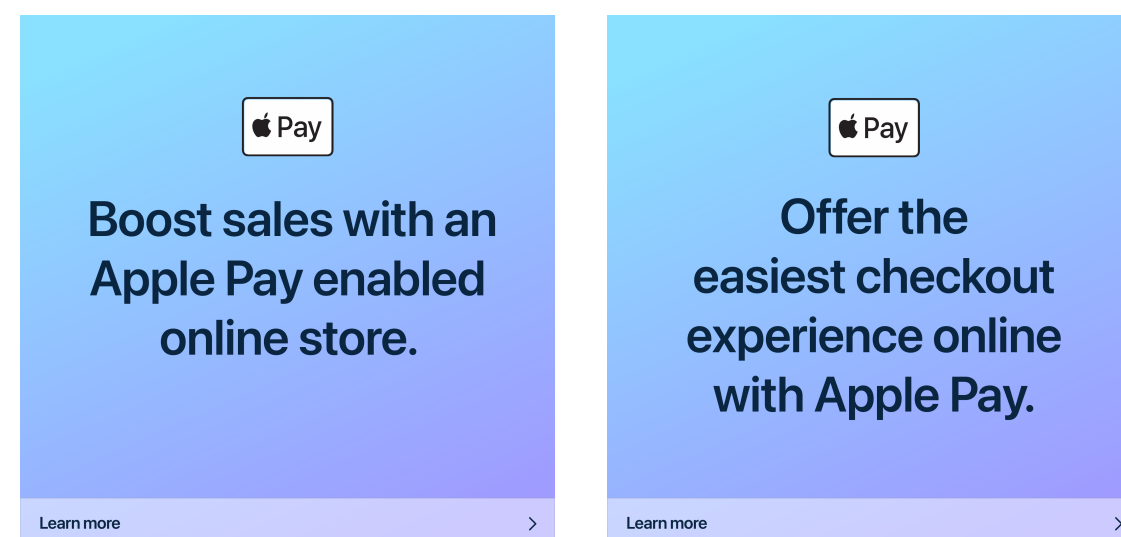 Pay
Boost sales with an
Apple Pay enabled
online store.
Learn more
Pay
Offer the
easiest checkout
experience online
with Apple Pay.
Learn more